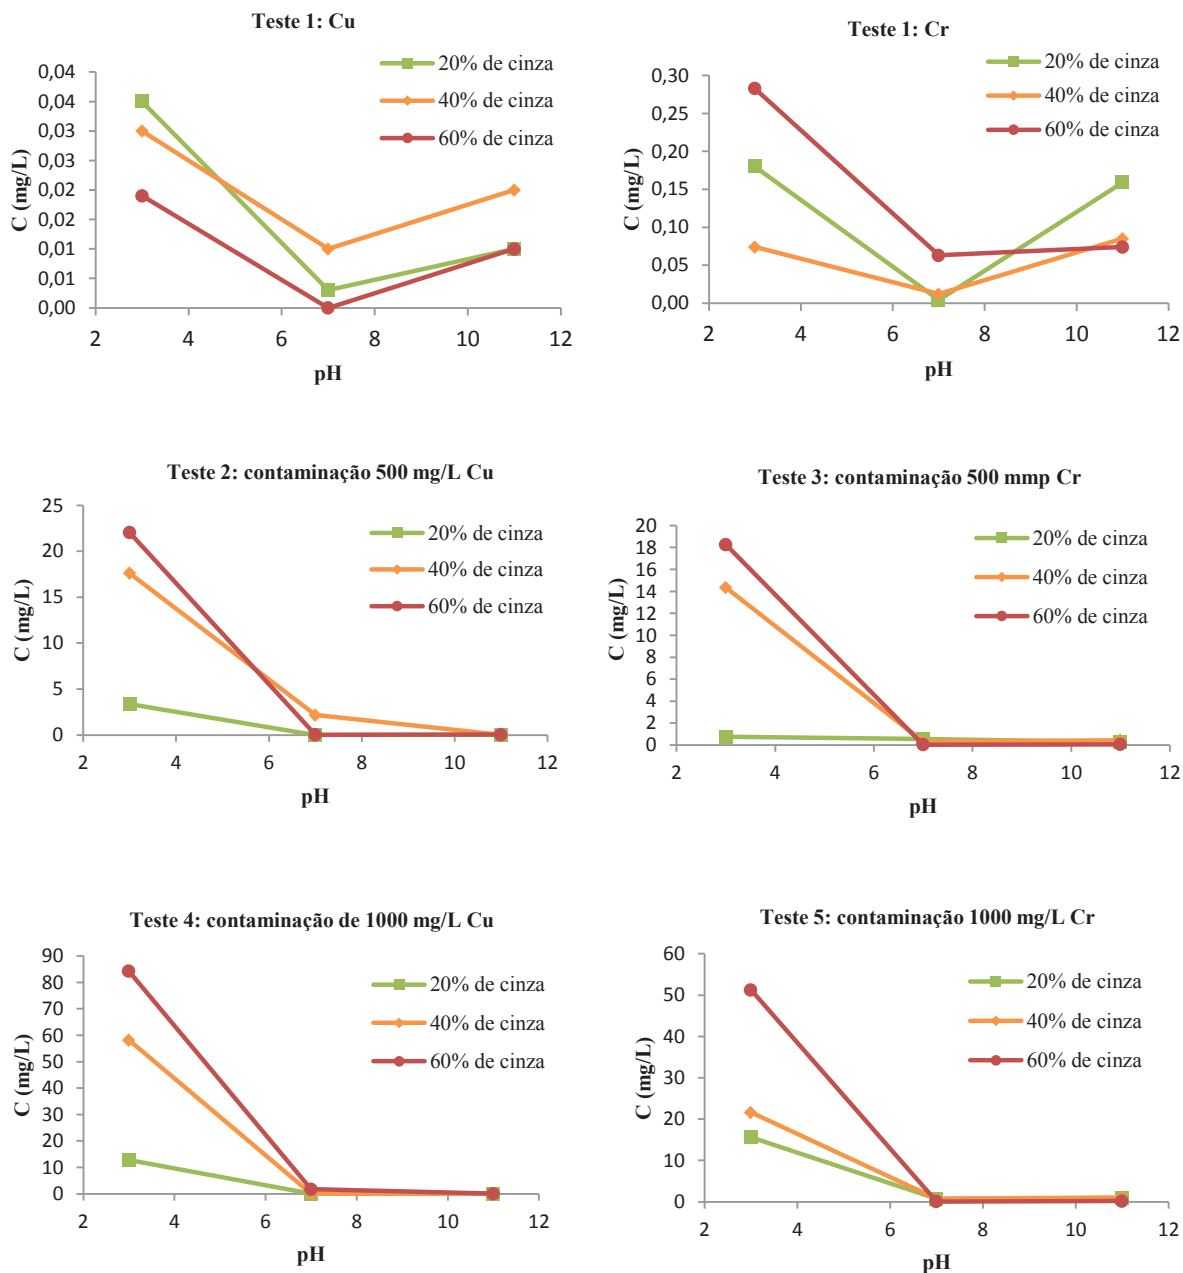 Teste 1: Cu
20% de cinza
40% de cinza
60% de cinza
0,04
0,04
0,03
0,03
0,02
0,02
0,01
0,01
0,00
C (mg/L)
2 4 6 8 10 12
pH
Teste 1: Cr
20% de cinza
40% de cinza
60% de cinza
0,30
0,25
0,20
0,15
0,10
0,05
0,00
C (mg/L)
2 4 6 8 10 12
pH
Teste 2: contaminação 500 mg/L Cu
20% de cinza
40% de cinza
60% de cinza
25
20
15
10
5
0
C (mg/L)
2 4 6 8 10 12
pH
Teste 3: contaminação 500 mmp Cr
20% de cinza
40% de cinza
60% de cinza
20
18
16
14
12
10
8
6
4
2
0
C (mg/L)
2 4 6 8 10 12
pH
Teste 4: contaminação de 1000 mg/L Cu
20% de cinza
40% de cinza
60% de cinza
90
80
70
60
50
40
30
20
10
0
C (mg/L)
2 4 6 8 10 12
pH
Teste 5: contaminação 1000 mg/L Cr
20% de cinza
40% de cinza
60% de cinza
60
50
40
30
20
10
0
C (mg/L)
2 4 6 8 10 12
pH